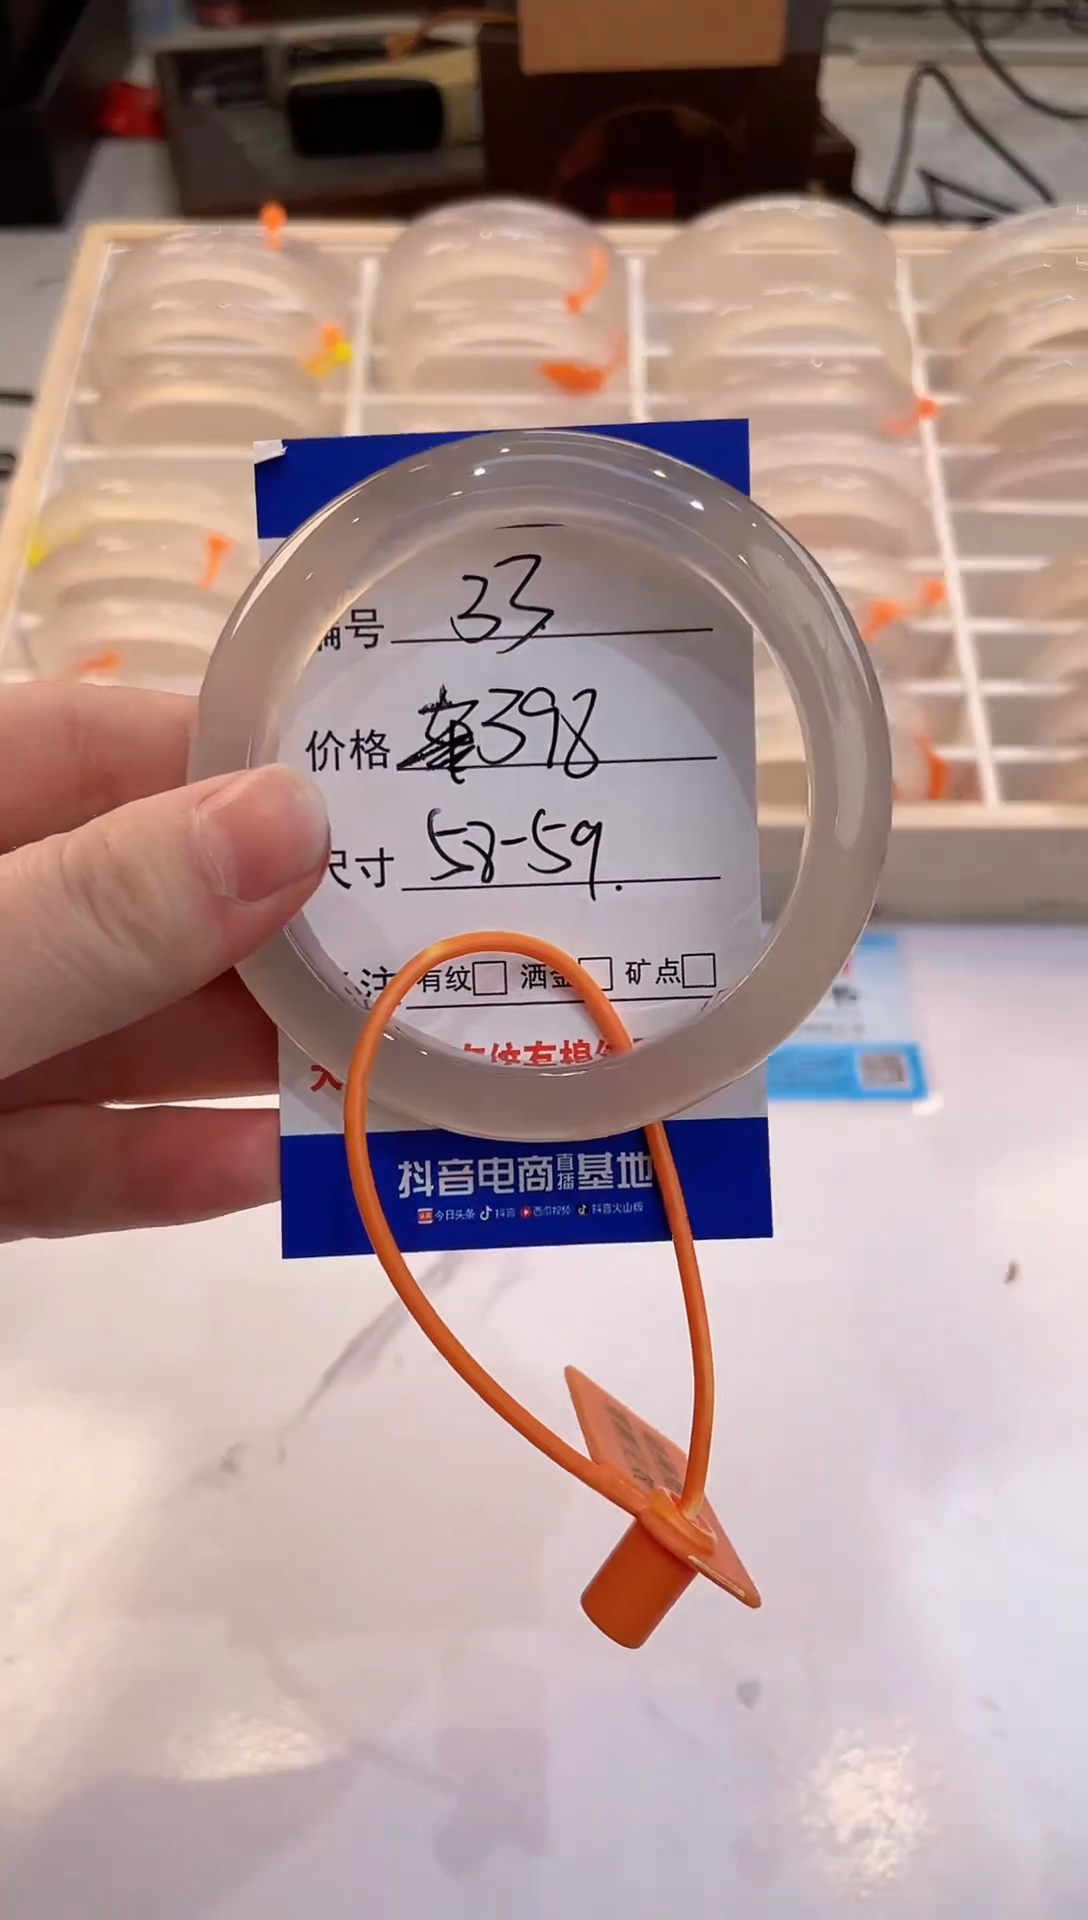 编号 33
价格 398
尺寸 58-59.
备注 有纹□ 洒金□ 矿点□
抖音电商直播基地
今日头条 抖音 西瓜视频 抖音火山版